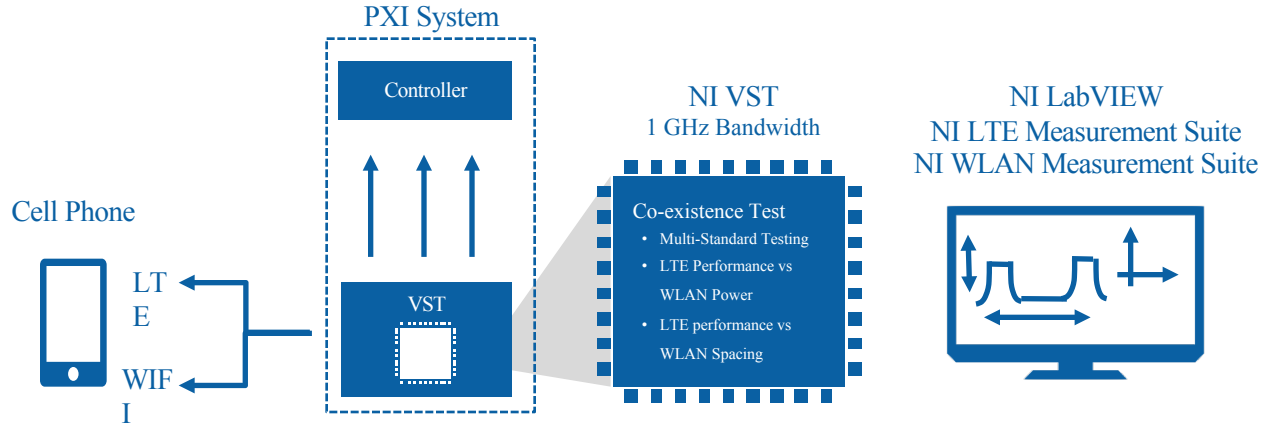 PXI System
Controller
VST
Cell Phone
LT
E
WIF
I
NI VST
1 GHz Bandwidth
Co-existence Test
• Multi-Standard Testing
• LTE Performance vs
WLAN Power
• LTE performance vs
WLAN Spacing
NI LabVIEW
NI LTE Measurement Suite
NI WLAN Measurement Suite